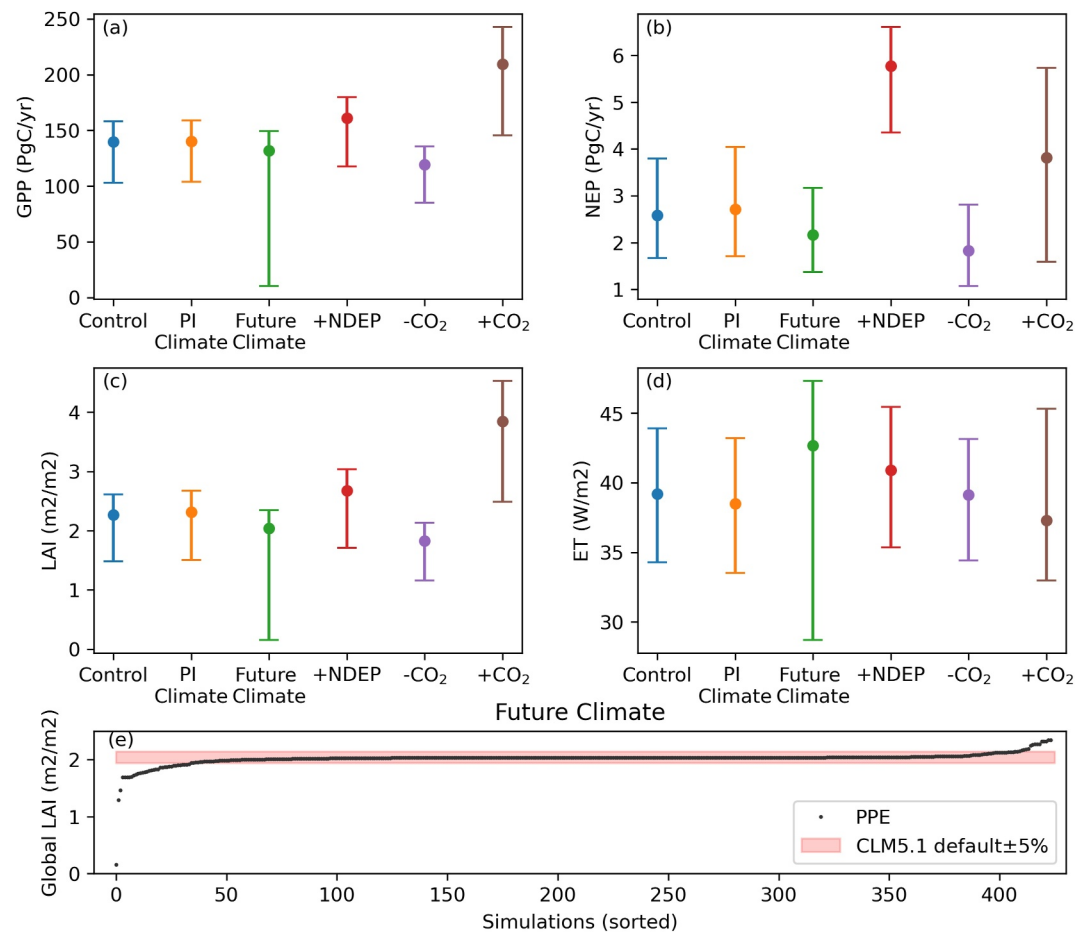 (a)
GPP (PgC/yr)
250
200
150
100
50
0
Control PI Future +NDEP -CO₂ +CO₂
Climate Climate
(b)
NEP (PgC/yr)
6
5
4
3
2
1
Control PI Future +NDEP -CO₂ +CO₂
Climate Climate
(c)
LAI (m2/m2)
4
3
2
1
0
Control PI Future +NDEP -CO₂ +CO₂
Climate Climate
(d)
ET (W/m2)
45
40
35
30
Control PI Future +NDEP -CO₂ +CO₂
Climate Climate
Future Climate
(e)
Global LAI (m2/m2)
2
1
0
PPE
CLM5.1 default±5%
0 50 100 150 200 250 300 350 400
Simulations (sorted)